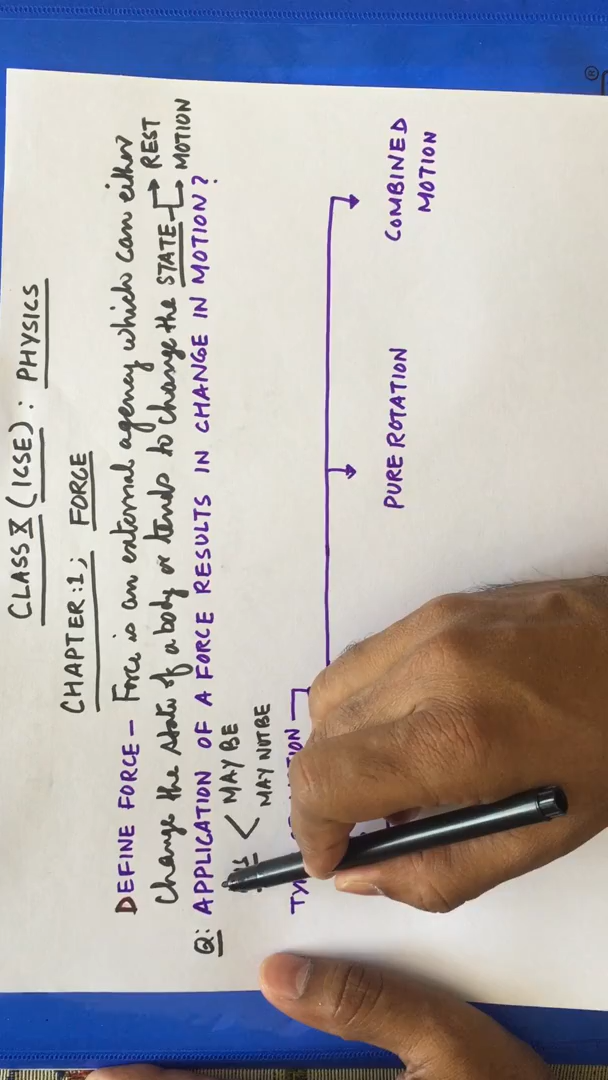 CLASS X (ICSE) : PHYSICS
CHAPTER : 1 ; FORCE
DEFINE FORCE – Force is an external agency which can either
change the state of a body or tends to change the STATE REST
MOTION
Q: APPLICATION OF A FORCE RESULTS IN CHANGE IN MOTION?
MAY BE
MAY NOT BE
PURE ROTATION
COMBINED
MOTION
®